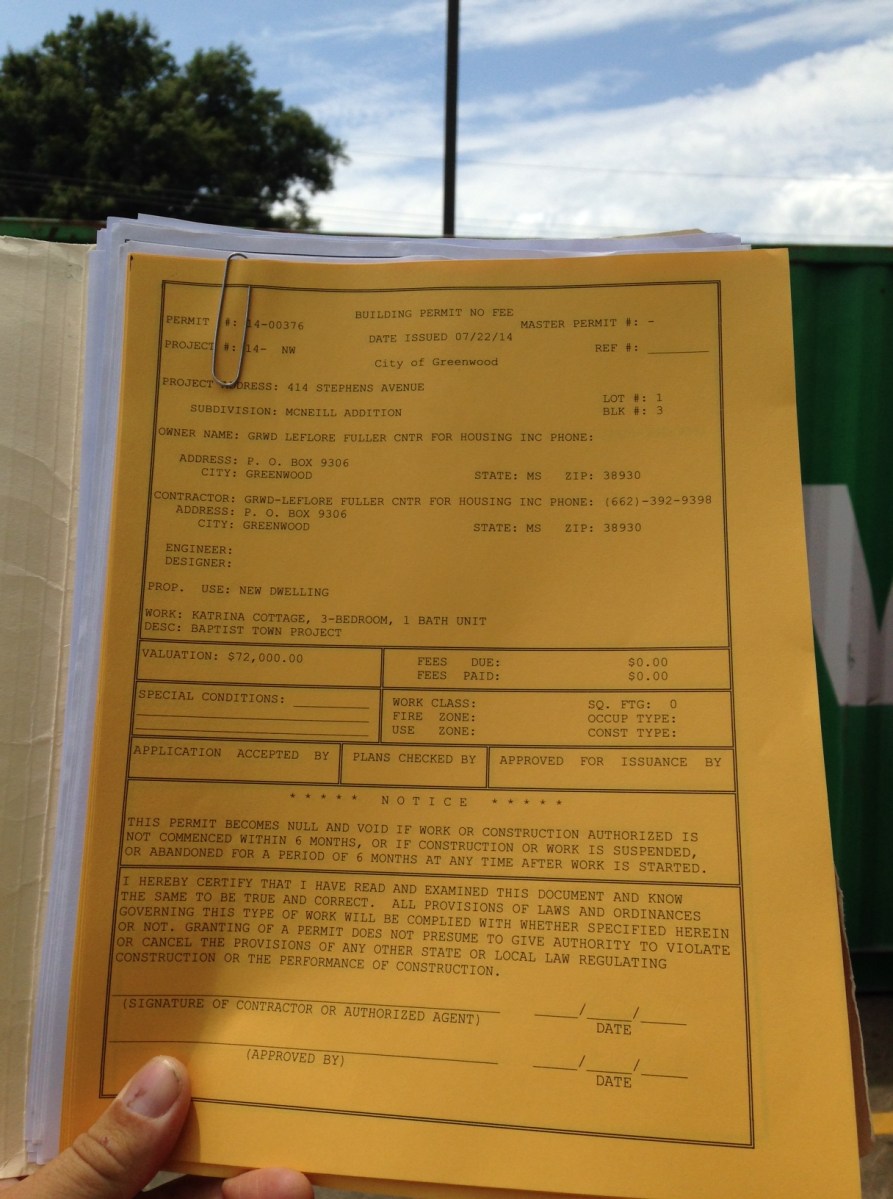 BUILDING PERMIT NO FEE
PERMIT #: 14-00376 MASTER PERMIT #: -
DATE ISSUED 07/22/14
PROJECT #: 14- NW REF #: ________
City of Greenwood
PROJECT ADDRESS: 414 STEPHENS AVENUE
LOT #: 1
SUBDIVISION: MCNEILL ADDITION BLK #: 3
OWNER NAME: GRWD LEFLORE FULLER CNTR FOR HOUSING INC PHONE:
ADDRESS: P. O. BOX 9306
CITY: GREENWOOD STATE: MS ZIP: 38930
CONTRACTOR: GRWD-LEFLORE FULLER CNTR FOR HOUSING INC PHONE: (662)-392-9398
ADDRESS: P. O. BOX 9306
CITY: GREENWOOD STATE: MS ZIP: 38930
ENGINEER:
DESIGNER:
PROP. USE: NEW DWELLING
WORK: KATRINA COTTAGE, 3-BEDROOM, 1 BATH UNIT
DESC: BAPTIST TOWN PROJECT
VALUATION: $72,000.00 FEES DUE: $0.00
FEES PAID: $0.00
SPECIAL CONDITIONS: __________ WORK CLASS: SQ. FTG: 0
FIRE ZONE: OCCUP TYPE:
USE ZONE: CONST TYPE:
APPLICATION ACCEPTED BY PLANS CHECKED BY APPROVED FOR ISSUANCE BY
* * * * * N O T I C E * * * * *
THIS PERMIT BECOMES NULL AND VOID IF WORK OR CONSTRUCTION AUTHORIZED IS
NOT COMMENCED WITHIN 6 MONTHS, OR IF CONSTRUCTION OR WORK IS SUSPENDED,
OR ABANDONED FOR A PERIOD OF 6 MONTHS AT ANY TIME AFTER WORK IS STARTED.
I HEREBY CERTIFY THAT I HAVE READ AND EXAMINED THIS DOCUMENT AND KNOW
THE SAME TO BE TRUE AND CORRECT. ALL PROVISIONS OF LAWS AND ORDINANCES
GOVERNING THIS TYPE OF WORK WILL BE COMPLIED WITH WHETHER SPECIFIED HEREIN
OR NOT. GRANTING OF A PERMIT DOES NOT PRESUME TO GIVE AUTHORITY TO VIOLATE
OR CANCEL THE PROVISIONS OF ANY OTHER STATE OR LOCAL LAW REGULATING
CONSTRUCTION OR THE PERFORMANCE OF CONSTRUCTION.
(SIGNATURE OF CONTRACTOR OR AUTHORIZED AGENT) _____/_____/_____
DATE
(APPROVED BY) _____/_____/_____
DATE